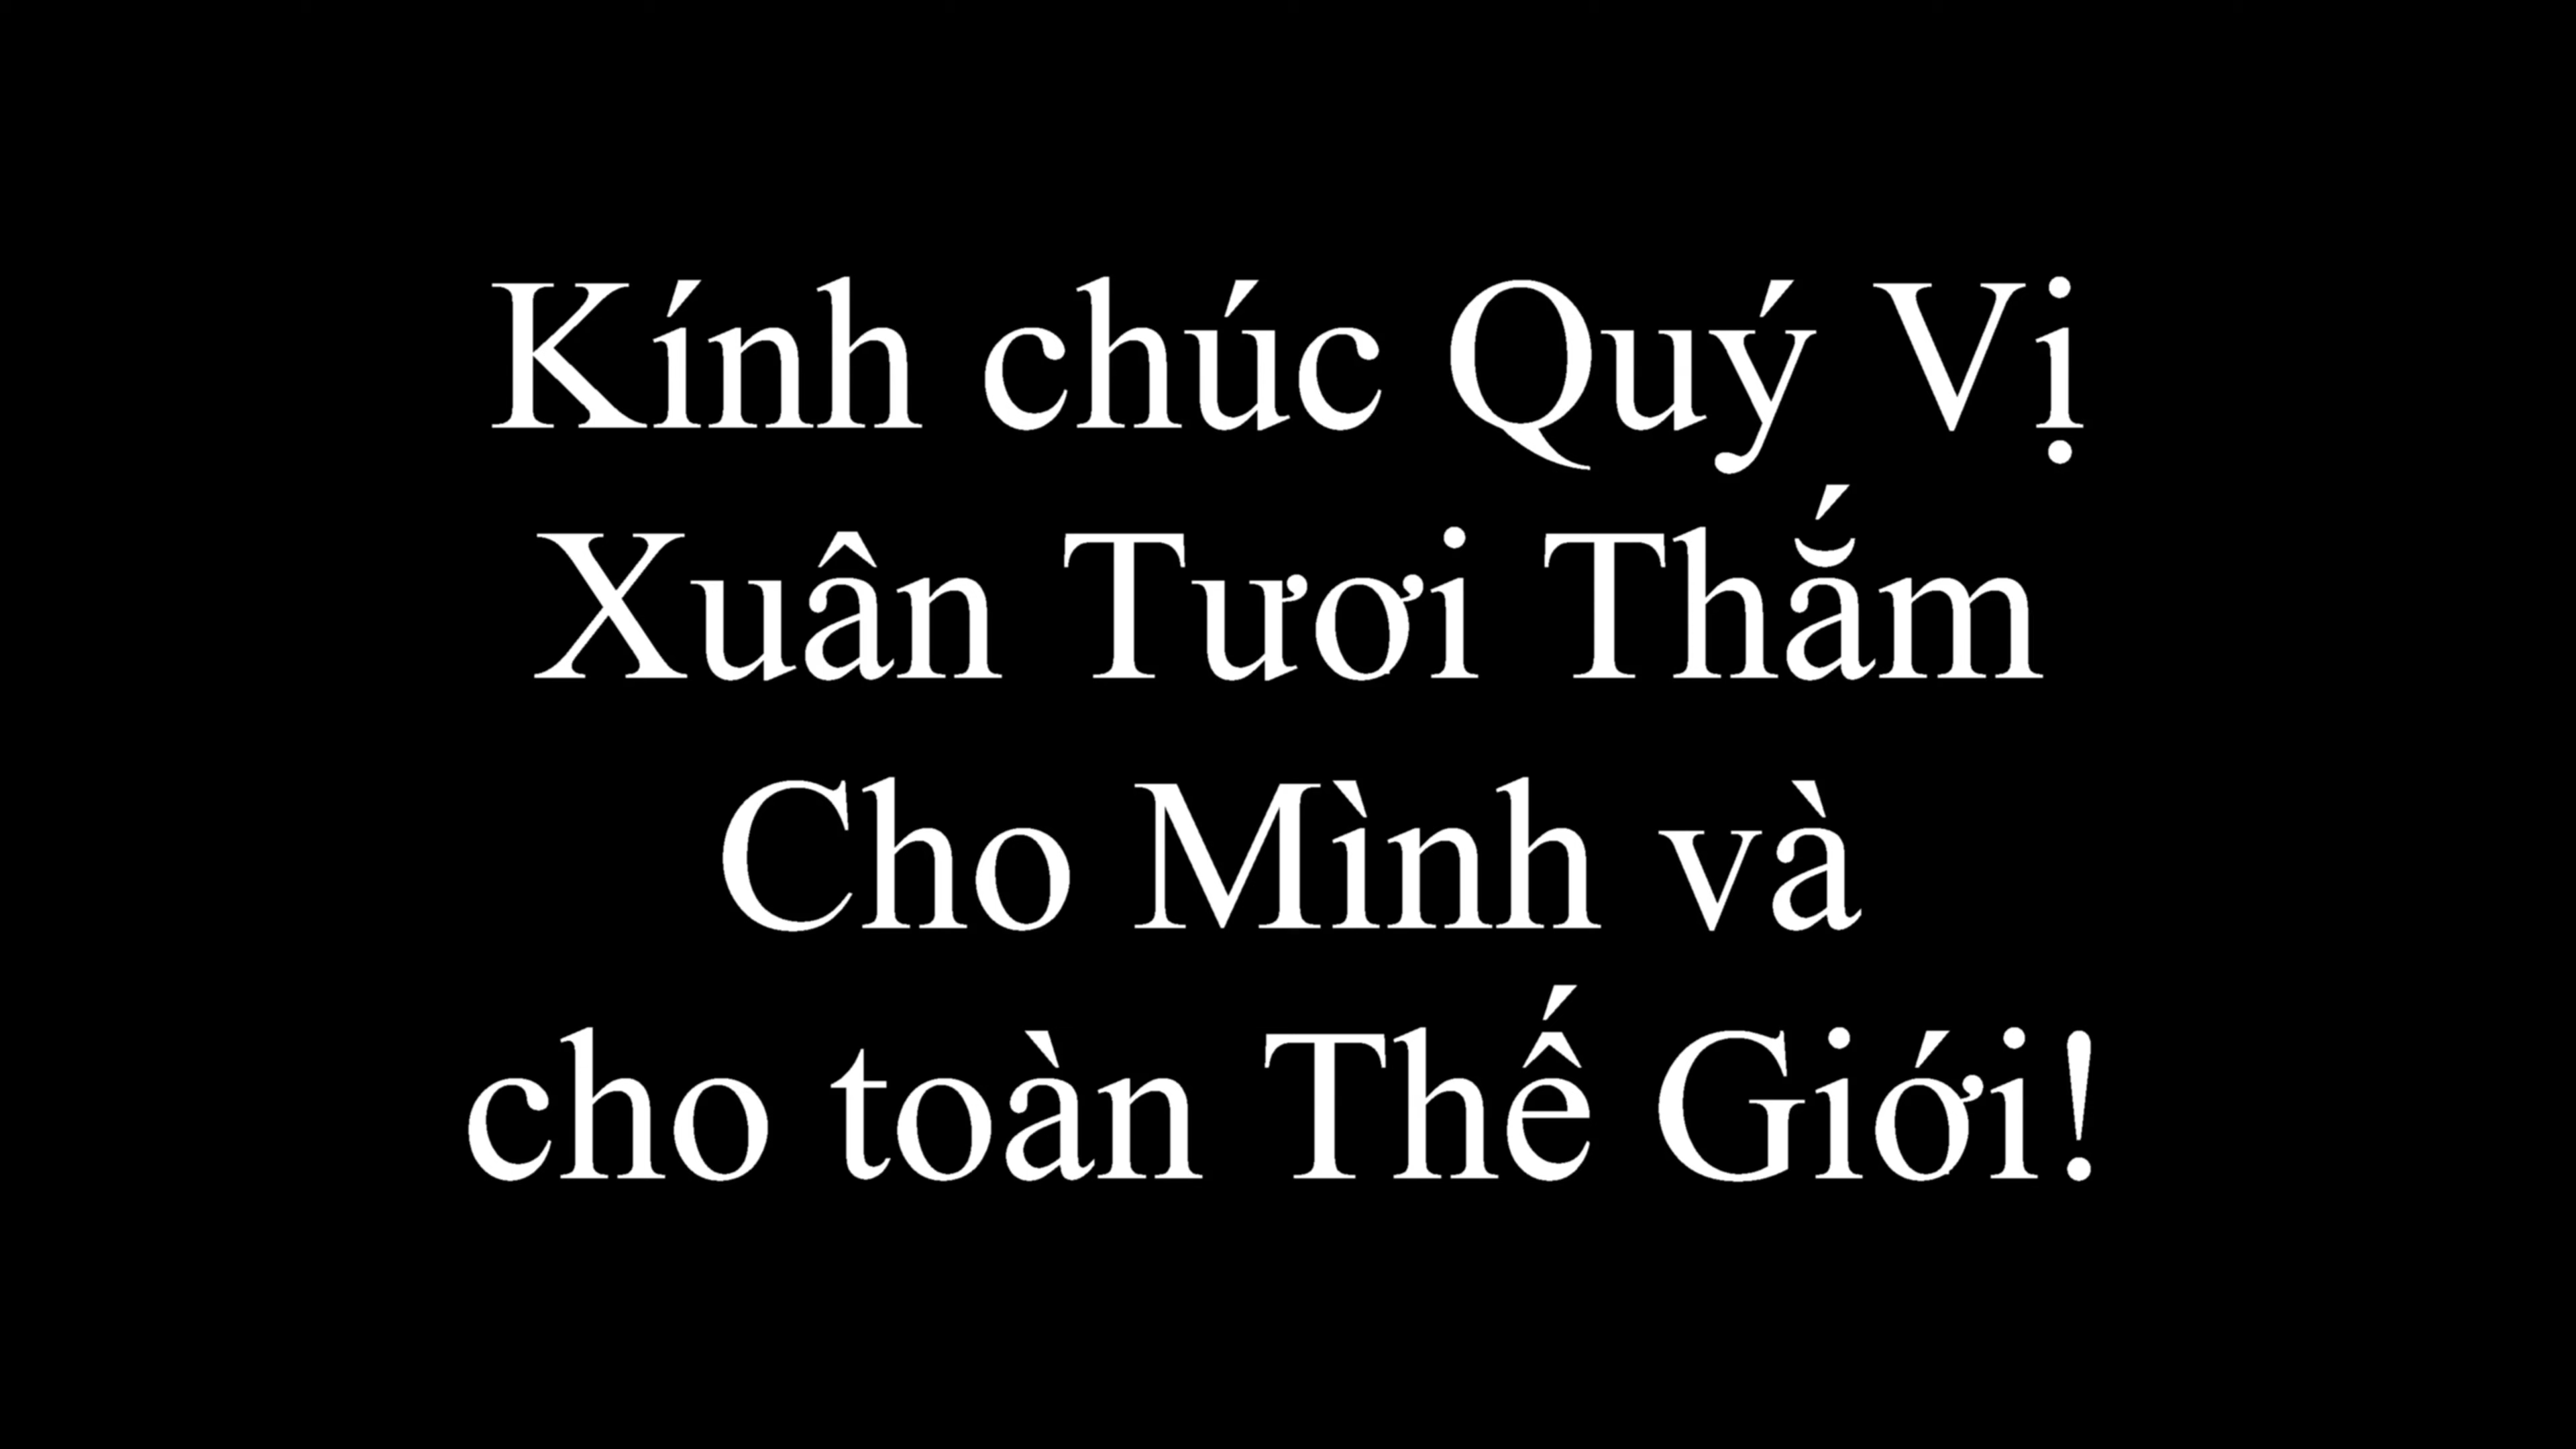 Kính chúc Quý Vị
Xuân Tươi Thắm
Cho Mình và
cho toàn Thế Giới!